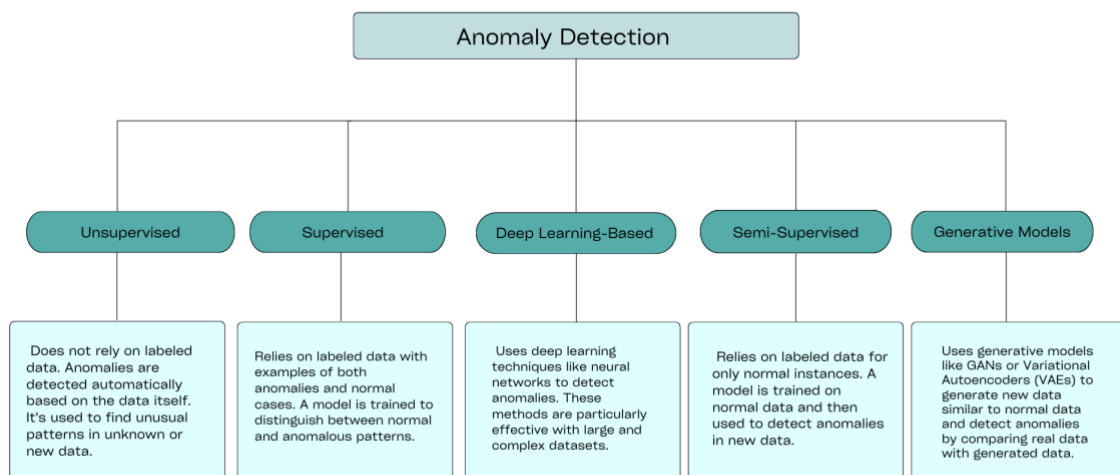 Anomaly Detection
Unsupervised
Supervised
Deep Learning-Based
Semi-Supervised
Generative Models
Does not rely on labeled
data. Anomalies are
detected automatically
based on the data itself.
It's used to find unusual
patterns in unknown or
new data.
Relies on labeled data with
examples of both
anomalies and normal
cases. A model is trained to
distinguish between normal
and anomalous patterns.
Uses deep learning
techniques like neural
networks to detect
anomalies. These
methods are particularly
effective with large and
complex datasets.
Relies on labeled data for
only normal instances. A
model is trained on
normal data and then
used to detect anomalies
in new data.
Uses generative models
like GANs or Variational
Autoencoders (VAEs) to
generate new data
similar to normal data
and detect anomalies
by comparing real data
with generated data.